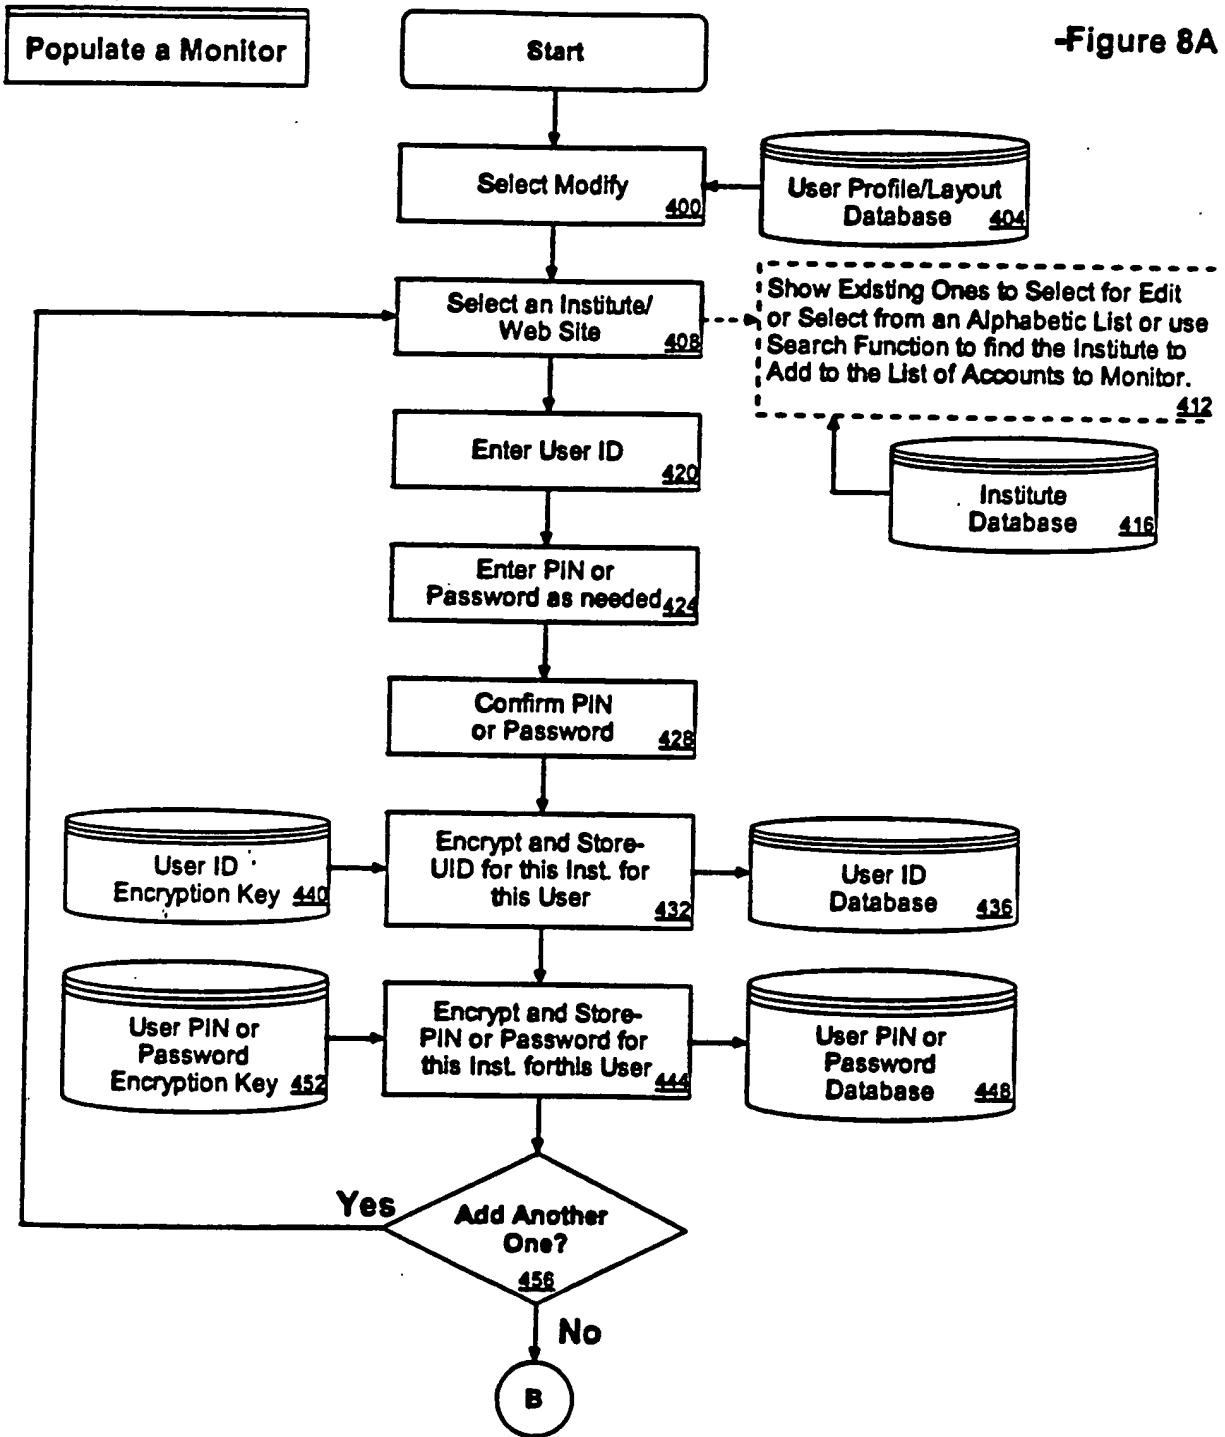 Populate a Monitor
Start
-Figure 8A
Select Modify
400
User Profile/Layout
Database 404
Select an Institute/
Web Site
408
Show Existing Ones to Select for Edit
or Select from an Alphabetic List or use
Search Function to find the Institute to
Add to the List of Accounts to Monitor.
412
Enter User ID
420
Institute
Database 416
Enter PIN or
Password as needed 424
Confirm PIN
or Password 428
User ID
Encryption Key 440
Encrypt and Store-
UID for this Inst. for
this User
432
User ID
Database 436
User PIN or
Password
Encryption Key 452
Encrypt and Store-
PIN or Password for
this Inst. forthis User 444
User PIN or
Password
Database 448
Yes
Add Another
One?
456
No
B